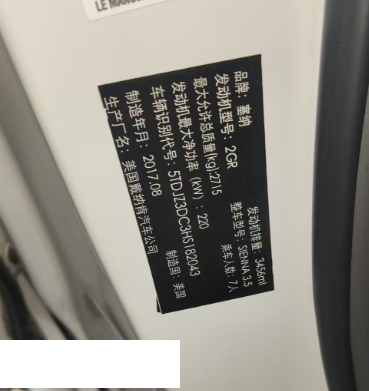 LE MANU
品牌：塞纳
发动机型号：2GR
发动机排量：3456ml
最大允许总质量(kg):2715
整车型号：SIENNA 3.5
发动机最大净功率（kW）：220
乘车人数：7人
车辆识别代号：5TDJZ3DC3HS182043
制造年月：2017.08
制造国：美国
生产厂名：美国戴纳肯汽车公司